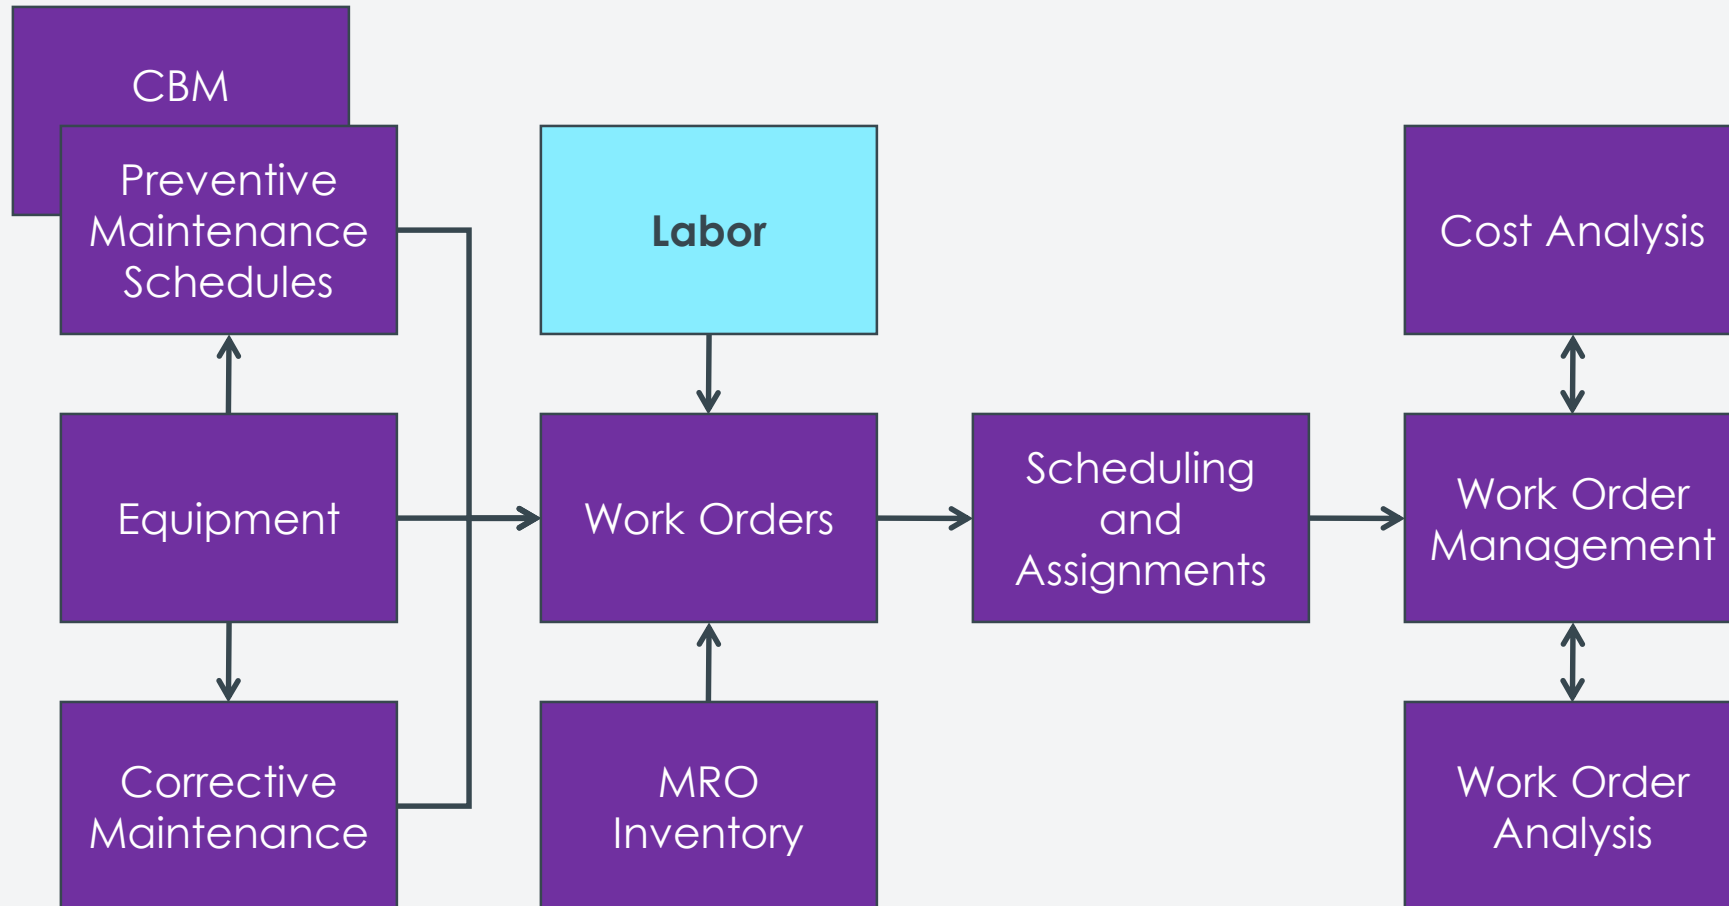 CBM
Preventive
Maintenance
Schedules
Labor
Cost Analysis
Equipment
Work Orders
Scheduling
and
Assignments
Work Order
Management
Corrective
Maintenance
MRO
Inventory
Work Order
Analysis